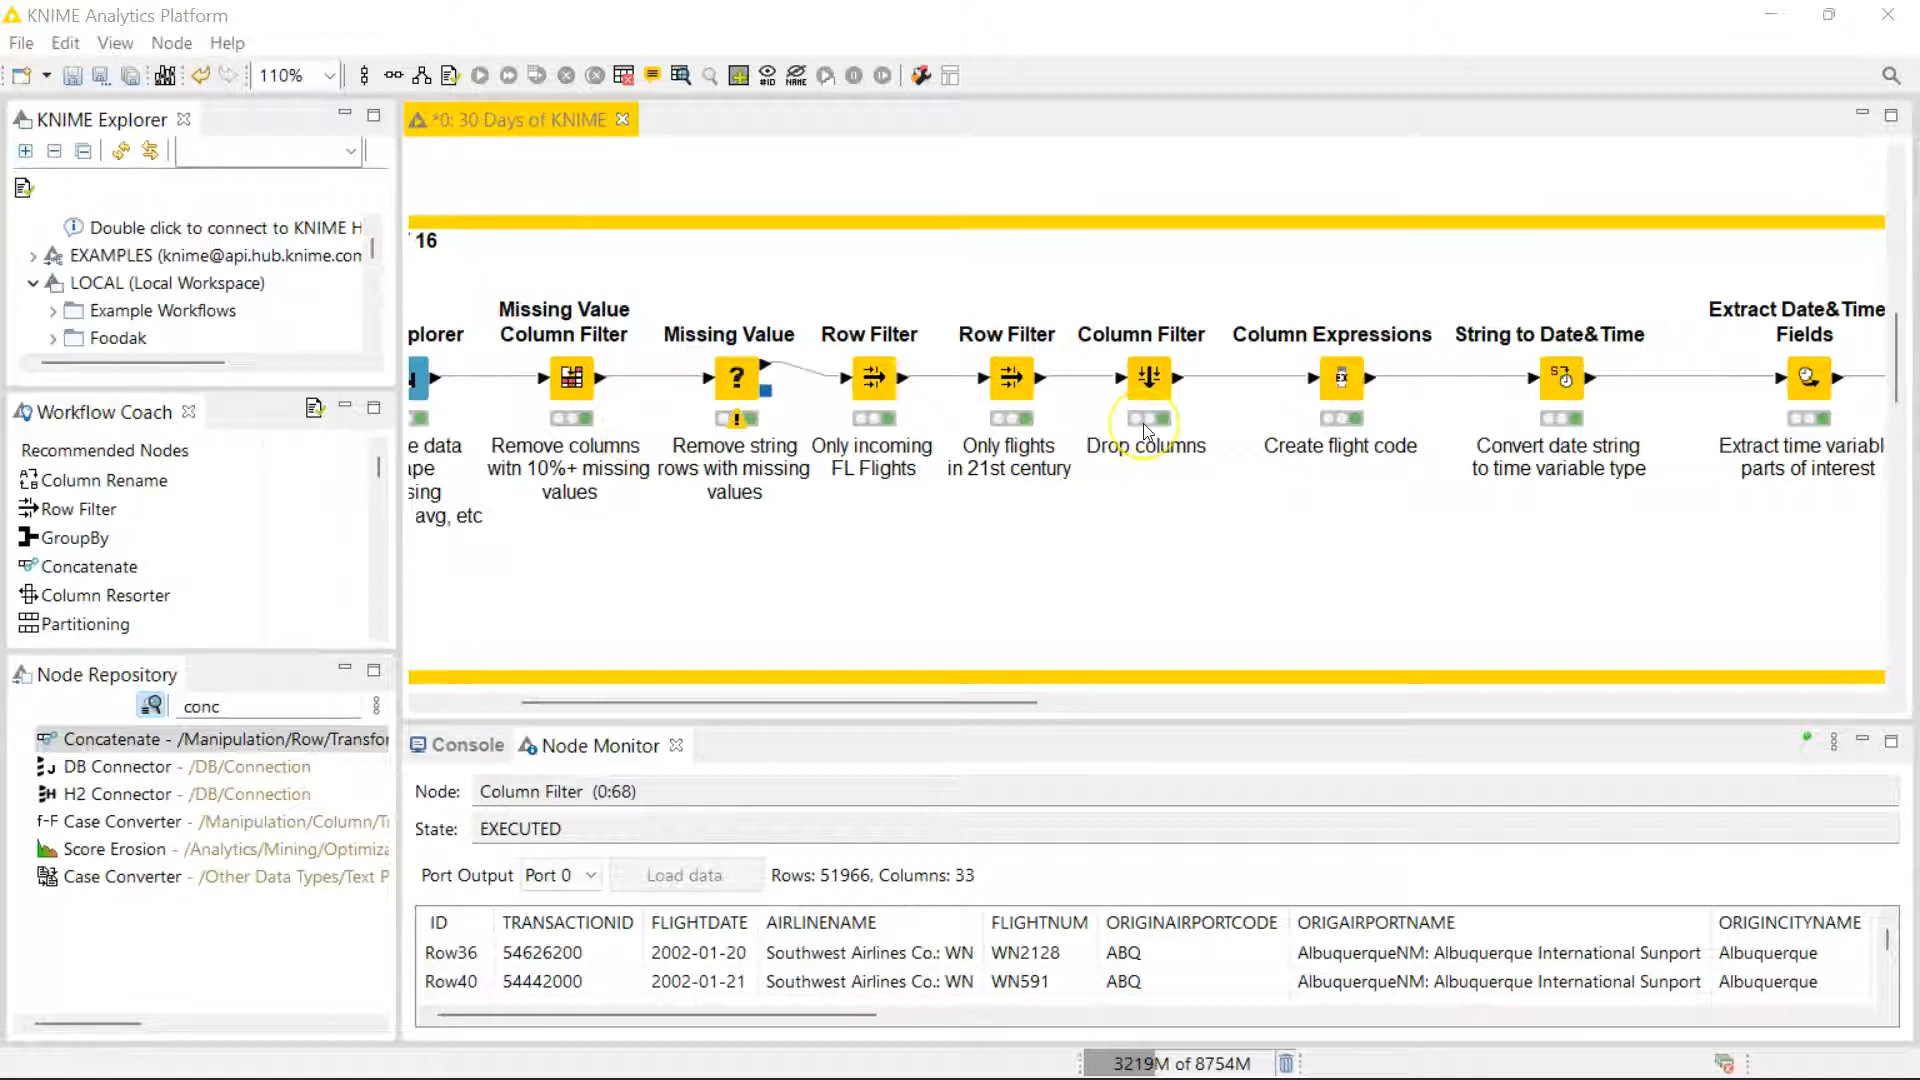 KNIME Analytics Platform
File Edit View Node Help
110%
#ID NAME
KNIME Explorer
*0: 30 Days of KNIME
Double click to connect to KNIME H
EXAMPLES (knime@api.hub.knime.com
LOCAL (Local Workspace)
Example Workflows
Foodak
16
plorer
Missing Value
Column Filter
Missing Value
Row Filter
Row Filter
Column Filter
Column Expressions
String to Date&Time
Extract Date&Time
Fields
e data
ape
sing
avg, etc
Remove columns
witn 10%+ missing
values
Remove string
rows with missing
values
Only incoming
FL Flights
Only flights
in 21st century
Drop columns
Create flight code
Convert date string
to time variable type
Extract time variabl
parts of interest
Workflow Coach
Recommended Nodes
Column Rename
Row Filter
GroupBy
Concatenate
Column Resorter
Partitioning
Node Repository
conc
Concatenate - /Manipulation/Row/Transfor
DB Connector - /DB/Connection
H2 Connector - /DB/Connection
Case Converter - /Manipulation/Column/Tr
Score Erosion - /Analytics/Mining/Optimiza
Case Converter - /Other Data Types/Text P
Console Node Monitor
Node: Column Filter (0:68)
State: EXECUTED
Port Output Port 0 Load data Rows: 51966, Columns: 33
ID TRANSACTIONID FLIGHTDATE AIRLINENAME FLIGHTNUM ORIGINAIRPORTCODE ORIGAIRPORTNAME ORIGINCITYNAME
Row36 54626200 2002-01-20 Southwest Airlines Co.: WN WN2128 ABQ AlbuquerqueNM: Albuquerque International Sunport Albuquerque
Row40 54442000 2002-01-21 Southwest Airlines Co.: WN WN591 ABQ AlbuquerqueNM: Albuquerque International Sunport Albuquerque
3219M of 8754M